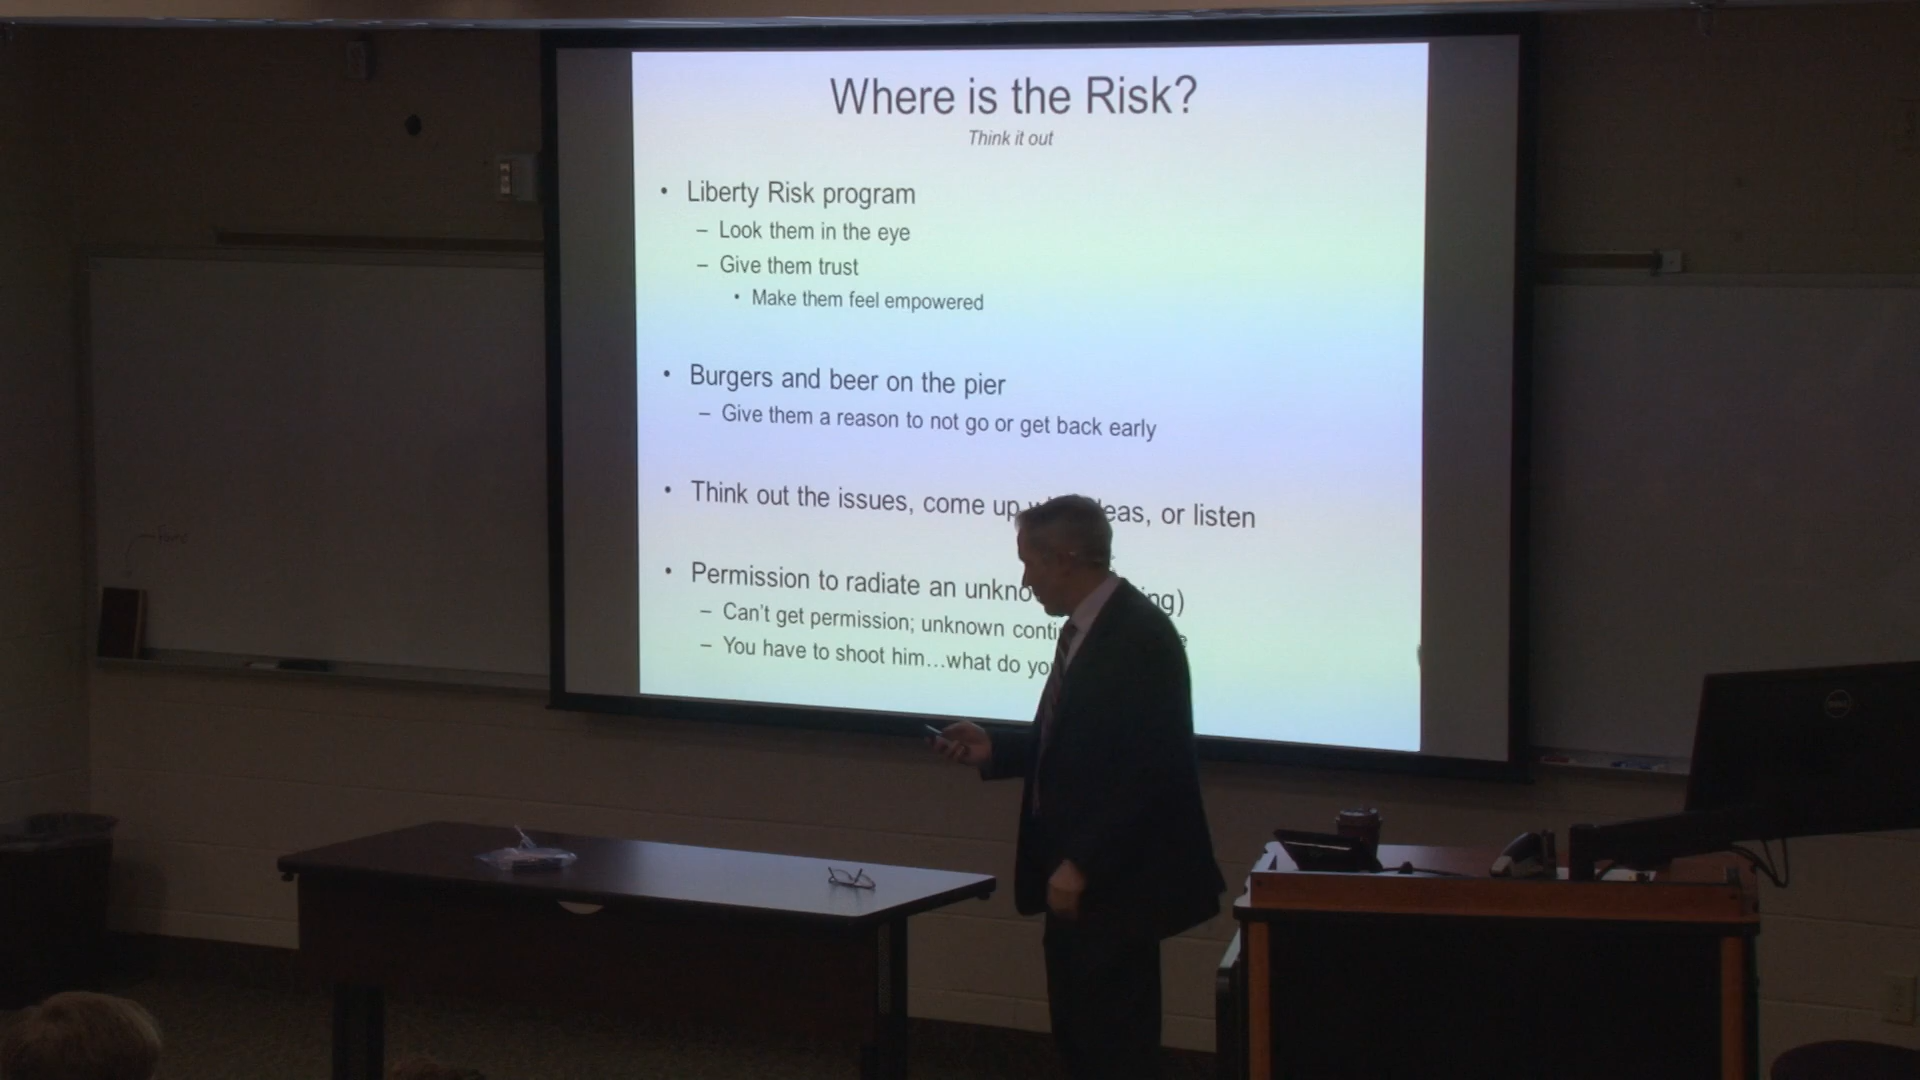 Where is the Risk?
Think it out
• Liberty Risk program
– Look them in the eye
– Give them trust
• Make them feel empowered
• Burgers and beer on the pier
– Give them a reason to not go or get back early
• Think out the issues, come up eas, or listen
• Permission to radiate an unkno ng)
– Can't get permission; unknown conti
– You have to shoot him…what do yo
DELL